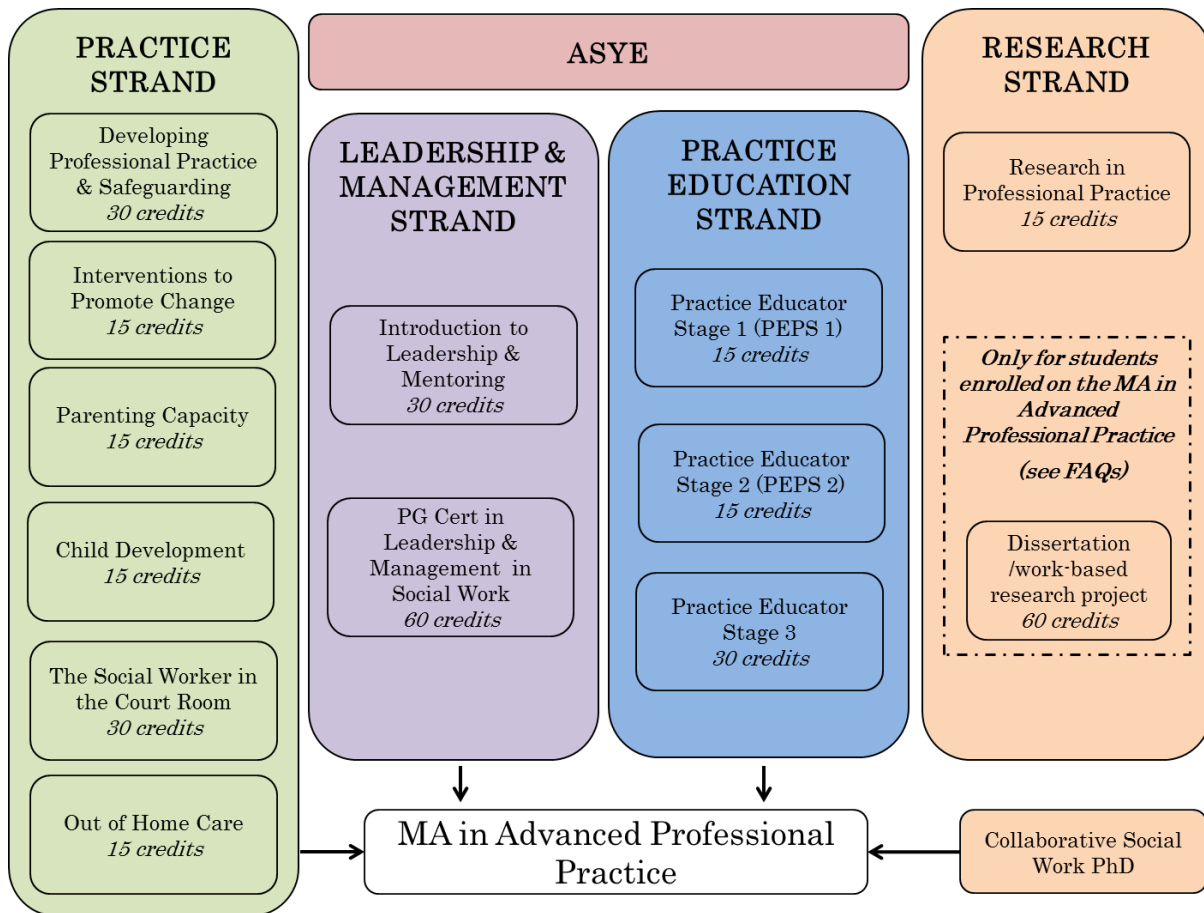 PRACTICE
STRAND
Developing
Professional Practice
& Safeguarding
30 credits
Interventions to
Promote Change
15 credits
Parenting Capacity
15 credits
Child Development
15 credits
The Social Worker in
the Court Room
30 credits
Out of Home Care
15 credits
ASYE
LEADERSHIP &
MANAGEMENT
STRAND
Introduction to
Leadership &
Mentoring
30 credits
PG Cert in
Leadership &
Management in
Social Work
60 credits
PRACTICE
EDUCATION
STRAND
Practice Educator
Stage 1 (PEPS 1)
15 credits
Practice Educator
Stage 2 (PEPS 2)
15 credits
Practice Educator
Stage 3
30 credits
RESEARCH
STRAND
Research in
Professional Practice
15 credits
Only for students
enrolled on the MA in
Advanced
Professional Practice
(see FAQs)
Dissertation
/work-based
research project
60 credits
MA in Advanced Professional
Practice
Collaborative Social
Work PhD